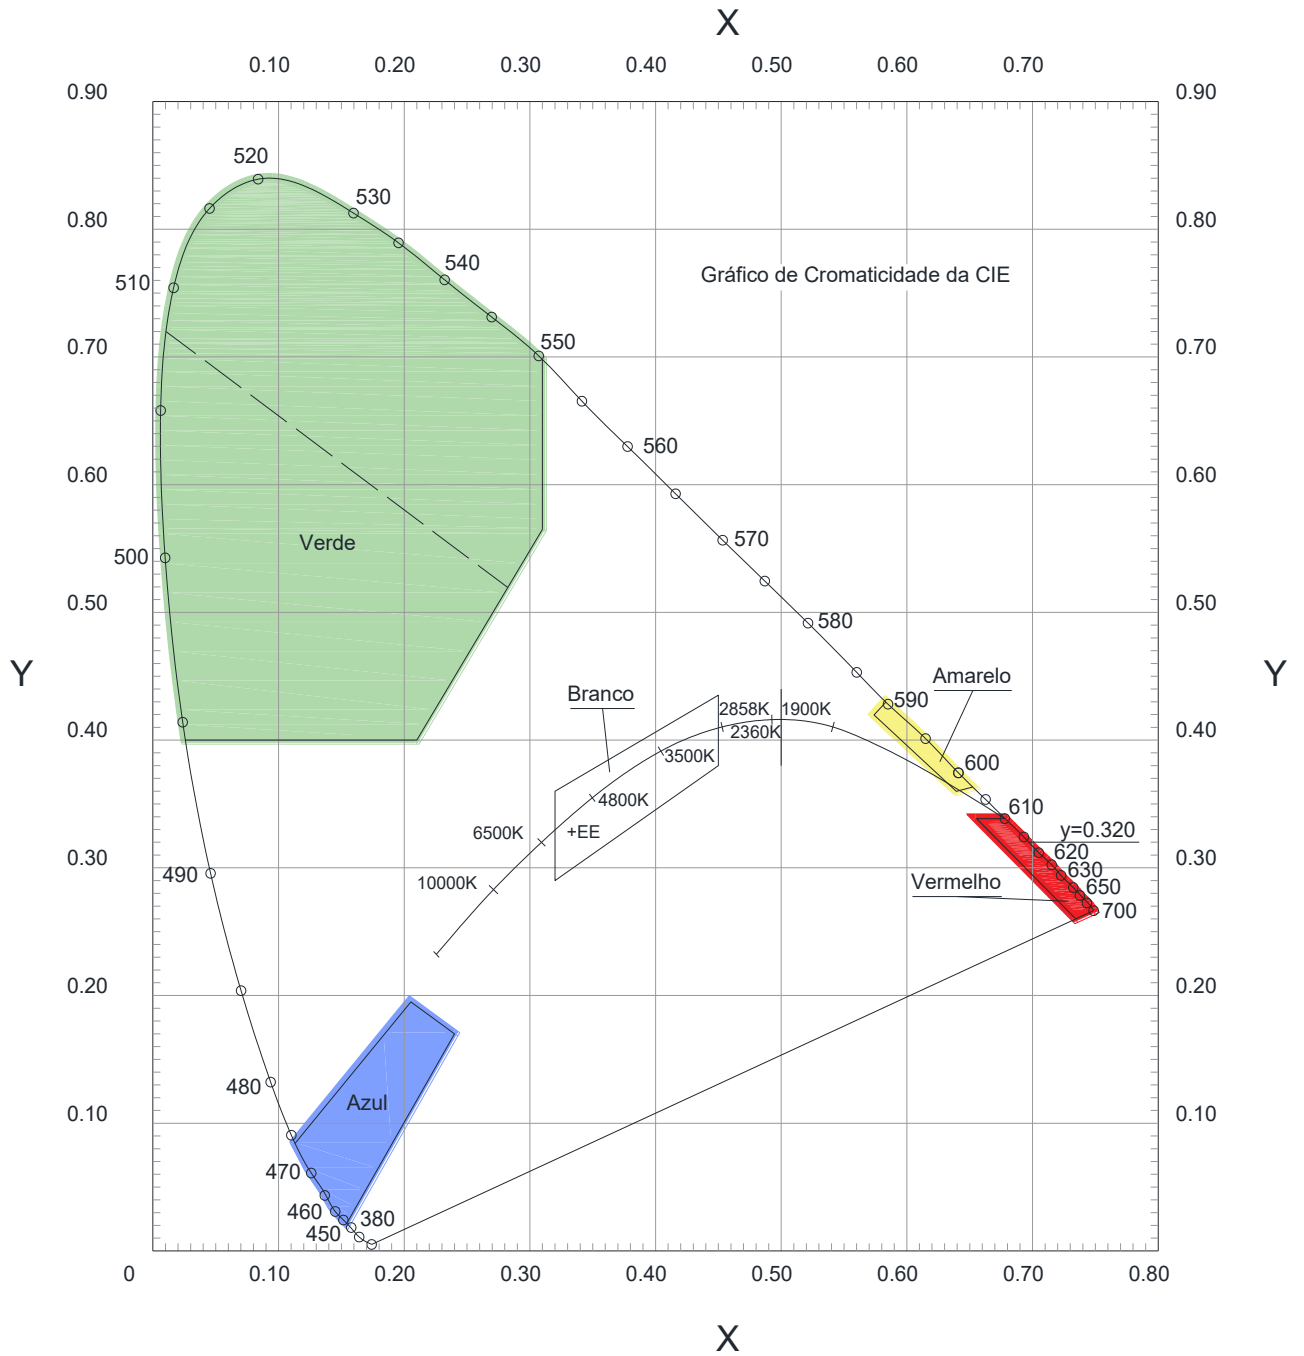 X
0.10 0.20 0.30 0.40 0.50 0.60 0.70
0.90 0.90
520
530
0.80 0.80
540
510 Gráfico de Cromaticidade da CIE
550
0.70 0.70
560
0.60 0.60
Verde 570
500
0.50 0.50
580
Y Y
Branco Amarelo
590
2858K 1900K
0.40 2360K 0.40
3500K 600
4800K 610
6500K +EE y=0.320
0.30 620 0.30
630
10000K Vermelho 650
490 700
0.20 0.20
480
Azul
0.10 0.10
470
460 380
450
0 0.10 0.20 0.30 0.40 0.50 0.60 0.70 0.80
X